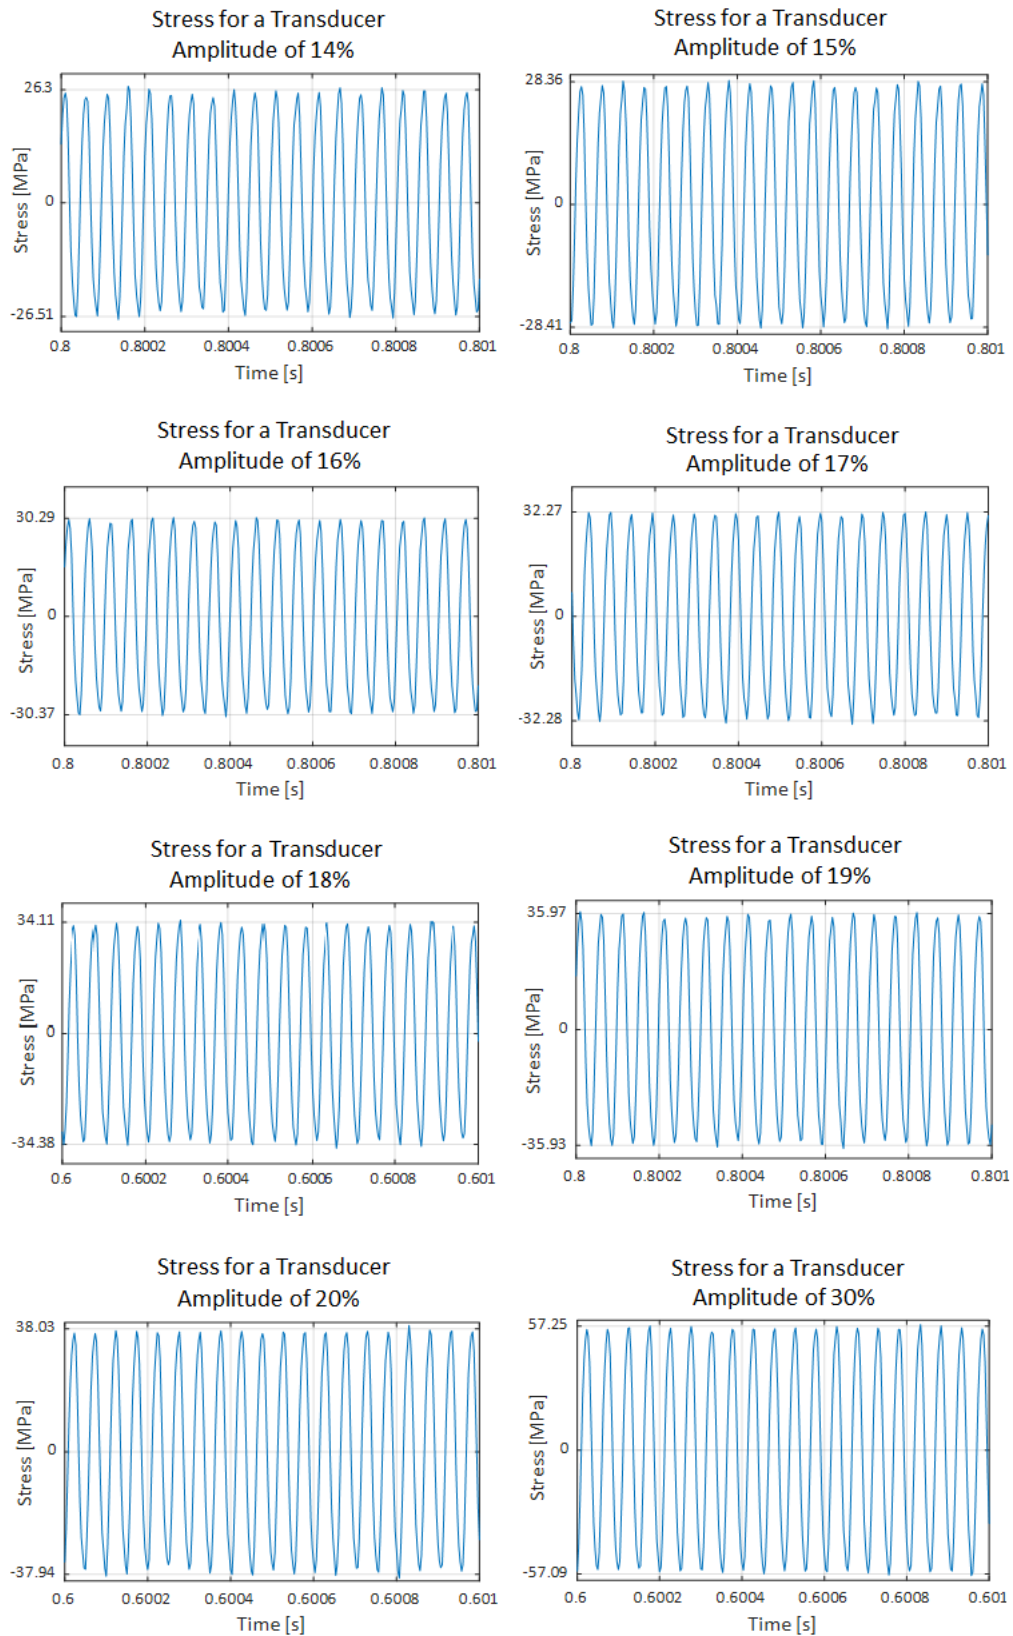 Stress for a Transducer
Amplitude of 14%
26.3
0
-26.51
Stress [MPa]
0.8 0.8002 0.8004 0.8006 0.8008 0.801
Time [s]
Stress for a Transducer
Amplitude of 15%
28.36
0
-28.41
Stress [MPa]
0.8 0.8002 0.8004 0.8006 0.8008 0.801
Time [s]
Stress for a Transducer
Amplitude of 16%
30.29
0
-30.37
Stress [MPa]
0.8 0.8002 0.8004 0.8006 0.8008 0.801
Time [s]
Stress for a Transducer
Amplitude of 17%
32.27
0
-32.28
Stress [MPa]
0.8 0.8002 0.8004 0.8006 0.8008 0.801
Time [s]
Stress for a Transducer
Amplitude of 18%
34.11
0
-34.38
Stress [MPa]
0.6 0.6002 0.6004 0.6006 0.6008 0.601
Time [s]
Stress for a Transducer
Amplitude of 19%
35.97
0
-35.93
Stress [MPa]
0.8 0.8002 0.8004 0.8006 0.8008 0.801
Time [s]
Stress for a Transducer
Amplitude of 20%
38.03
0
-37.94
Stress [MPa]
0.6 0.6002 0.6004 0.6006 0.6008 0.601
Time [s]
Stress for a Transducer
Amplitude of 30%
57.25
0
-57.09
Stress [MPa]
0.6 0.6002 0.6004 0.6006 0.6008 0.601
Time [s]